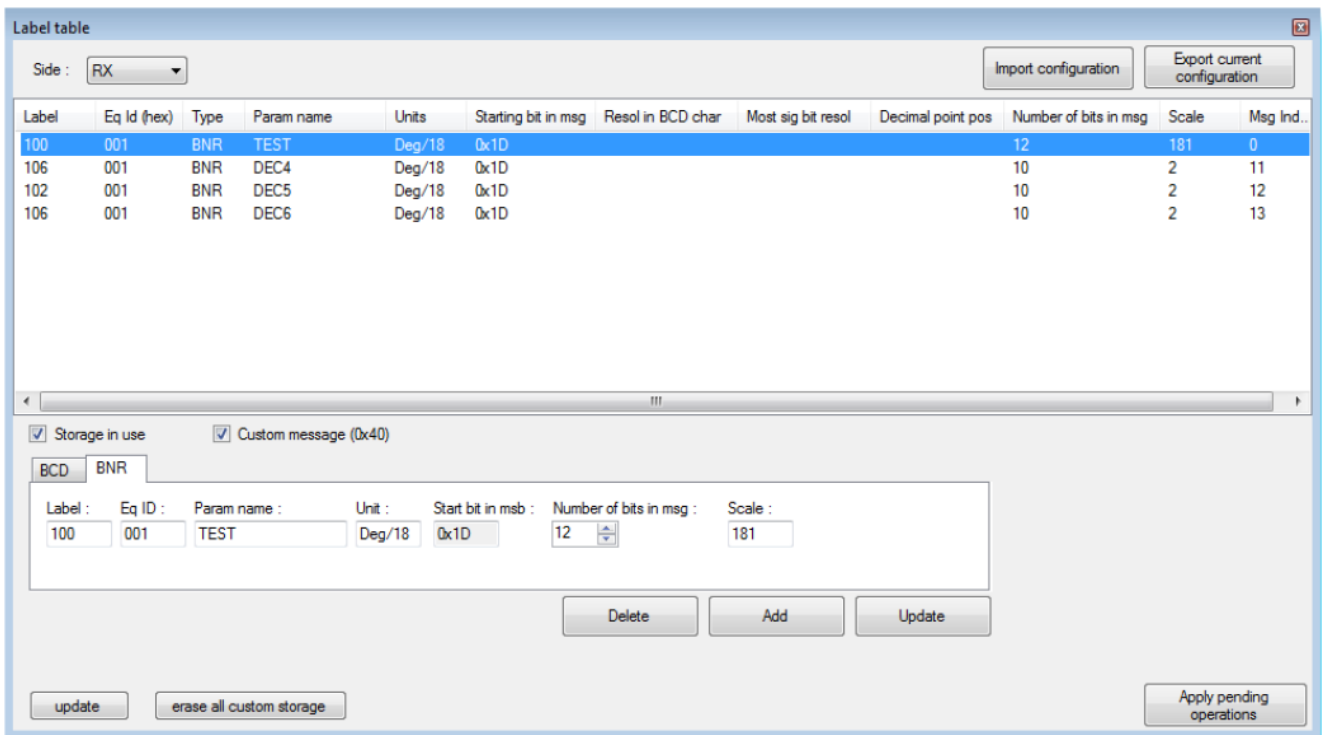 Label table
Side : RX Import configuration Export current configuration
Label Eq Id (hex) Type Param name Units Starting bit in msg Resol in BCD char Most sig bit resol Decimal point pos Number of bits in msg Scale Msg Ind..
100 001 BNR TEST Deg/18 0x1D 12 181 0
106 001 BNR DEC4 Deg/18 0x1D 10 2 11
102 001 BNR DEC5 Deg/18 0x1D 10 2 12
106 001 BNR DEC6 Deg/18 0x1D 10 2 13
Storage in use Custom message (0x40)
BCD BNR
Label : Eq ID : Param name : Unit : Start bit in msb : Number of bits in msg : Scale :
100 001 TEST Deg/18 0x1D 12 181
Delete Add Update
update erase all custom storage Apply pending operations